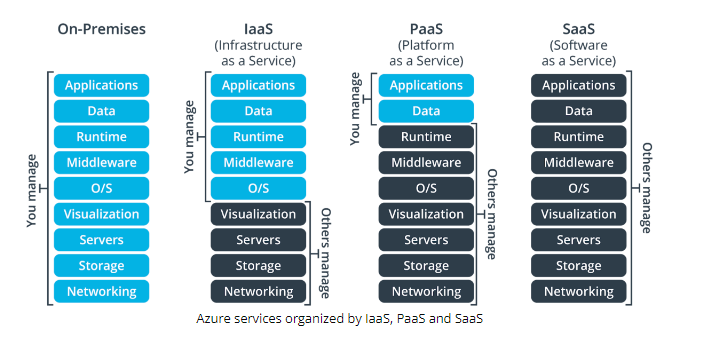 On-Premises
You manage
Applications
Data
Runtime
Middleware
O/S
Visualization
Servers
Storage
Networking
IaaS
(Infrastructure
as a Service)
You manage
Applications
Data
Runtime
Middleware
O/S
Visualization
Servers
Storage
Networking
Others manage
PaaS
(Platform
as a Service)
You manage
Applications
Data
Runtime
Middleware
O/S
Visualization
Servers
Storage
Networking
Others manage
SaaS
(Software
as a Service)
Applications
Data
Runtime
Middleware
O/S
Visualization
Servers
Storage
Networking
Others manage
Azure services organized by IaaS, PaaS and SaaS